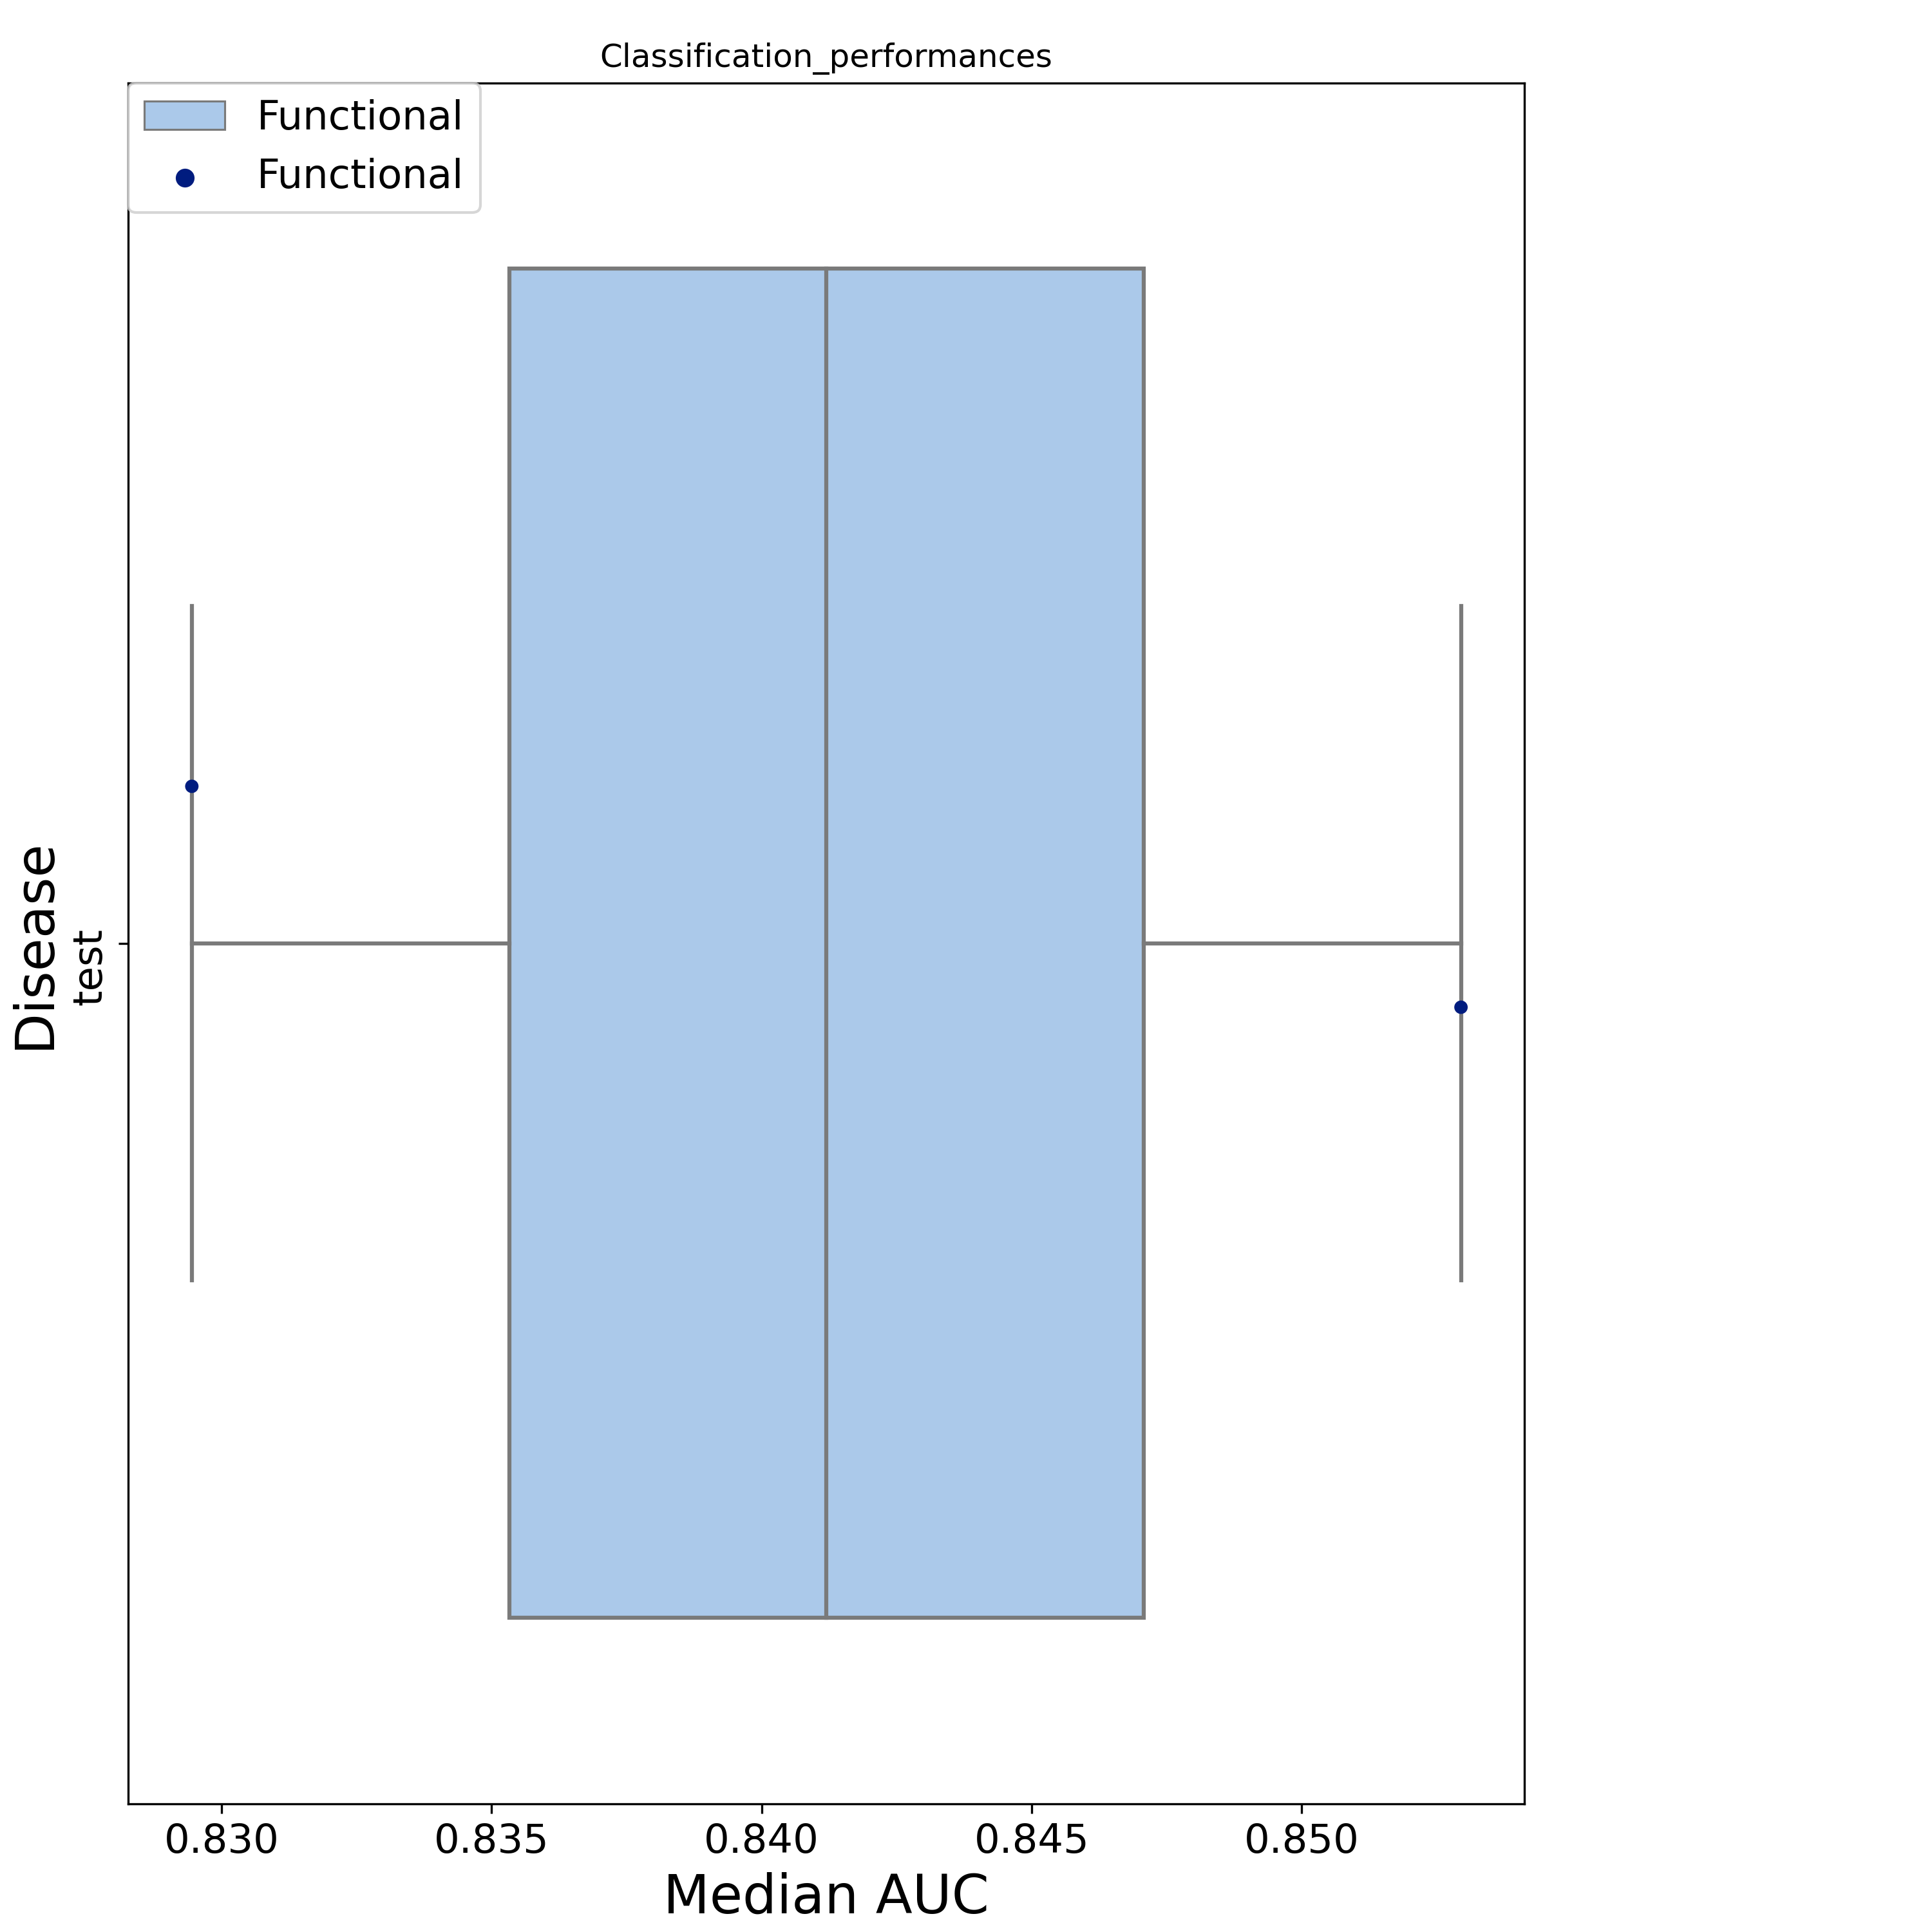 Classification_performances
Functional
Functional
Disease
test
0.830 0.835 0.840 0.845 0.850
Median AUC